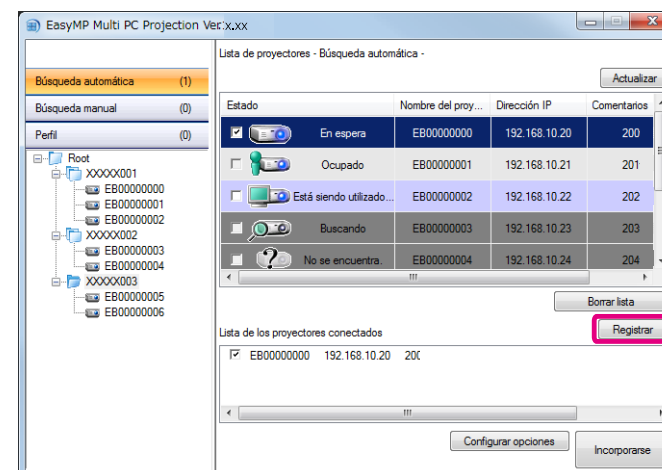 EasyMP Multi PC Projection Ver.x.xx
Lista de proyectores - Búsqueda automática -
Búsqueda automática (1)
Actualizar
Búsqueda manual (0)
Perfil (0)
Estado Nombre del proy... Dirección IP Comentarios
En espera EB00000000 192.168.10.20 200
Ocupado EB00000001 192.168.10.21 201
Está siendo utilizado... EB00000002 192.168.10.22 202
Buscando EB00000003 192.168.10.23 203
No se encuentra. EB00000004 192.168.10.24 204
Root
XXXXX001
EB00000000
EB00000001
EB00000002
XXXXX002
EB00000003
EB00000004
XXXXX003
EB00000005
EB00000006
Borrar lista
Lista de los proyectores conectados
Registrar
EB00000000 192.168.10.20 200
Configurar opciones
Incorporarse